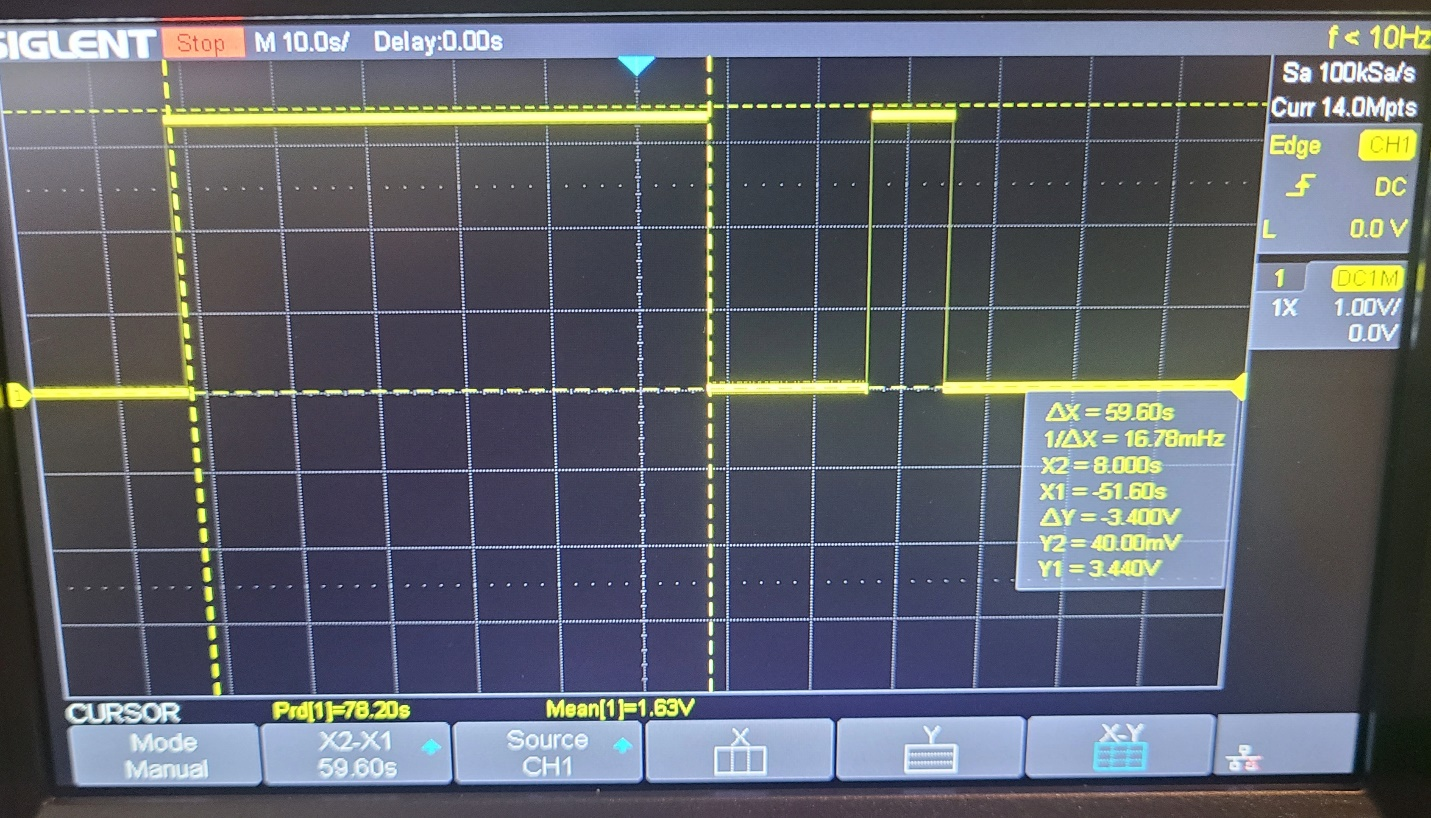 SIGLENT Stop M 10.0s/ Delay:0.00s f < 10Hz
Sa 100kSa/s
Curr 14.0Mpts
Edge CH1
DC
L 0.0 V
1 DC1M
1X 1.00V/
0.0V
1
ΔX = 59.60s
1/ΔX = 16.78mHz
X2 = 8.000s
X1 = -51.60s
ΔY = -3.400V
Y2 = 40.00mV
Y1 = 3.440V
CURSOR Prd[1]=78.20s Mean[1]=1.63V
Mode
Manual
X2-X1
59.60s
Source
CH1
X
Y
X-Y